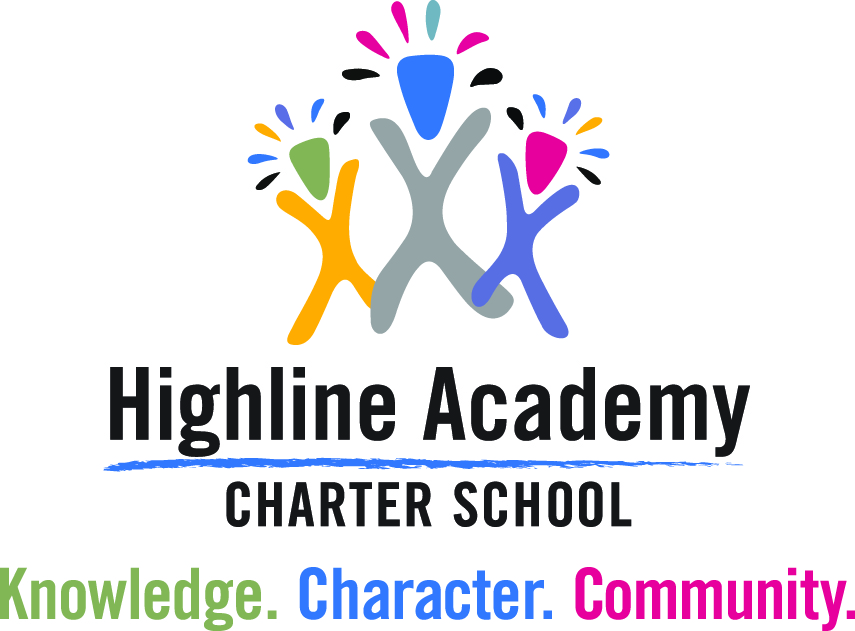 Highline Academy
CHARTER SCHOOL
Knowledge. Character. Community.